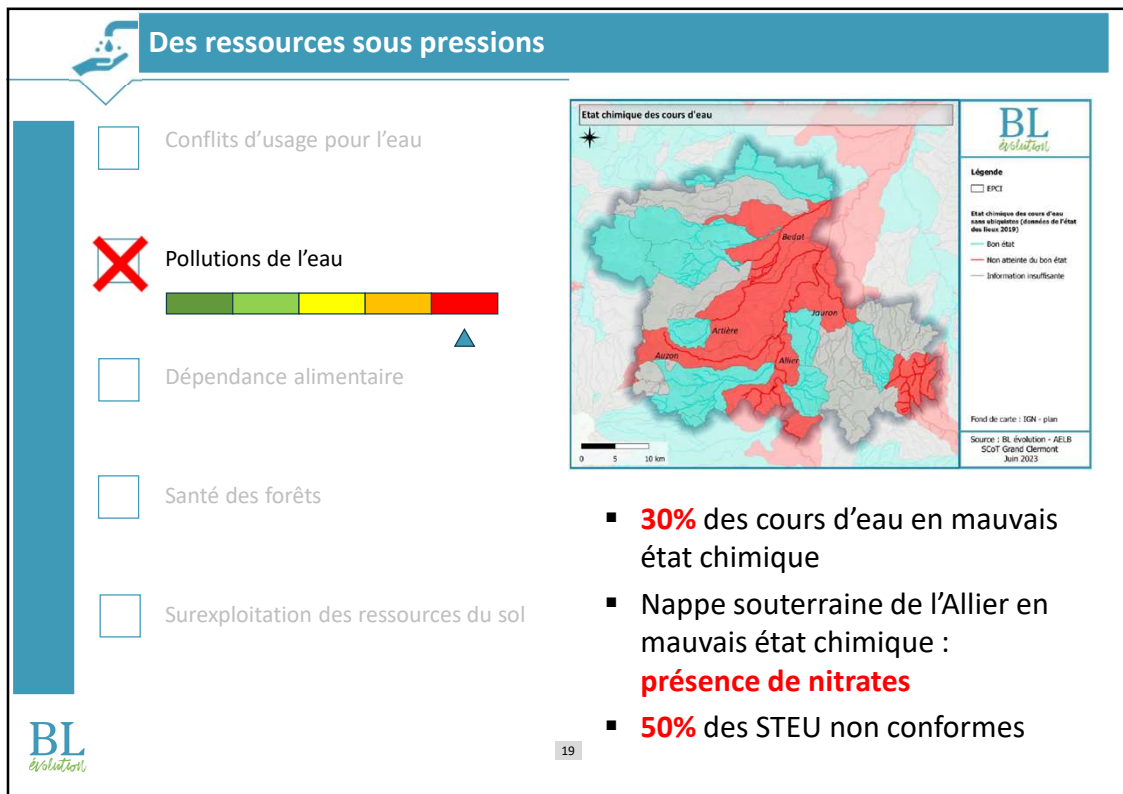 Des ressources sous pressions
Conflits d'usage pour l'eau
Pollutions de l'eau
Dépendance alimentaire
Santé des forêts
Surexploitation des ressources du sol
BL
évolution
Etat chimique des cours d'eau
Bedat
Jauron
Artière
Auzon
Allier
0 5 10 km
BL
évolution
Légende
EPCI
Etat chimique des cours d'eau
sans ubiquistes (données de l'état
des lieux 2019)
Bon état
Non atteinte du bon état
Information insuffisante
Fond de carte : IGN - plan
Source : BL évolution - AELB
SCoT Grand Clermont
Juin 2023
▪ 30% des cours d'eau en mauvais
état chimique
▪ Nappe souterraine de l'Allier en
mauvais état chimique :
présence de nitrates
▪ 50% des STEU non conformes
19